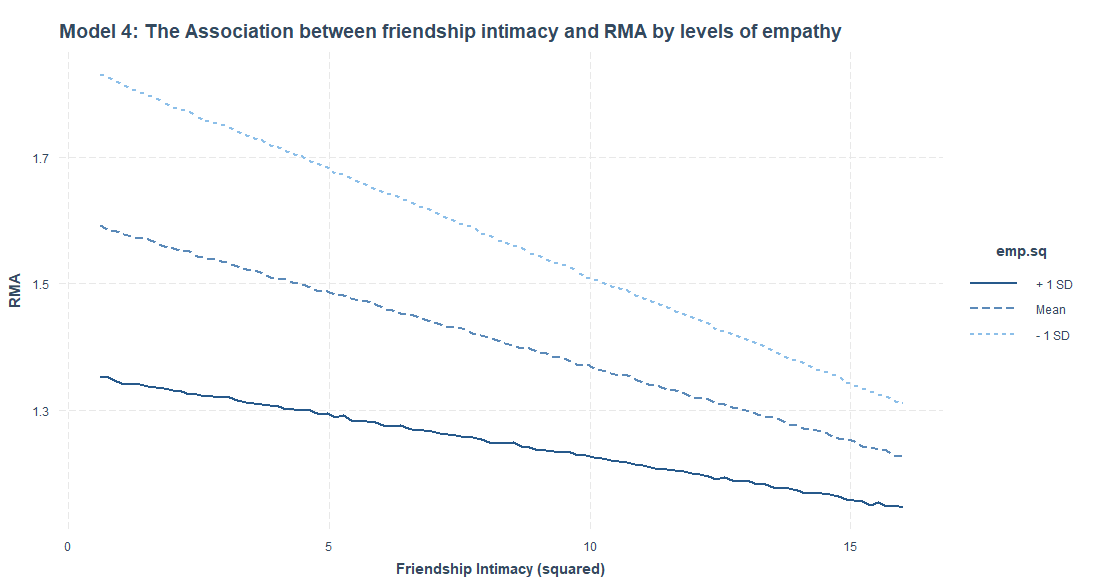 Model 4: The Association between friendship intimacy and RMA by levels of empathy
1.7
1.5
1.3
RMA
0
5
10
15
Friendship Intimacy (squared)
emp.sq
+ 1 SD
Mean
- 1 SD